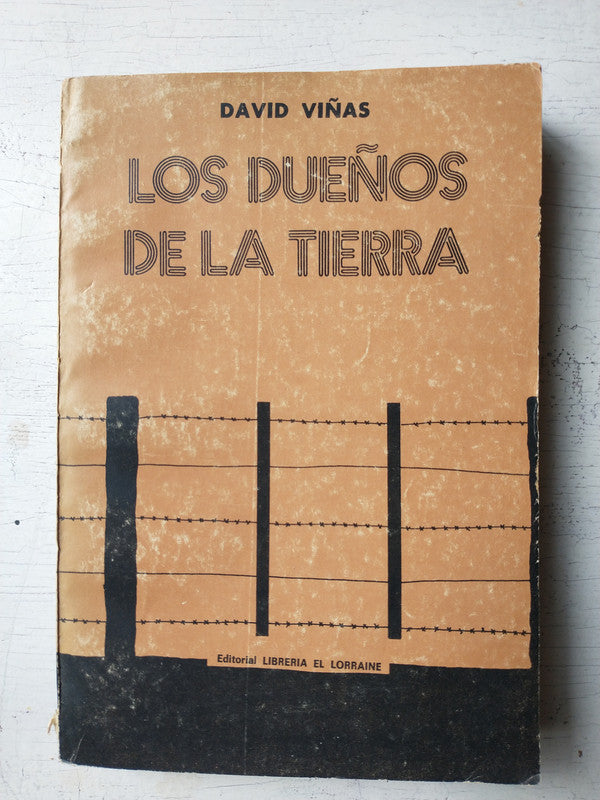 DAVID VIÑAS
LOS DUEÑOS
DE LA TIERRA
Editorial LIBRERIA EL LORRAINE